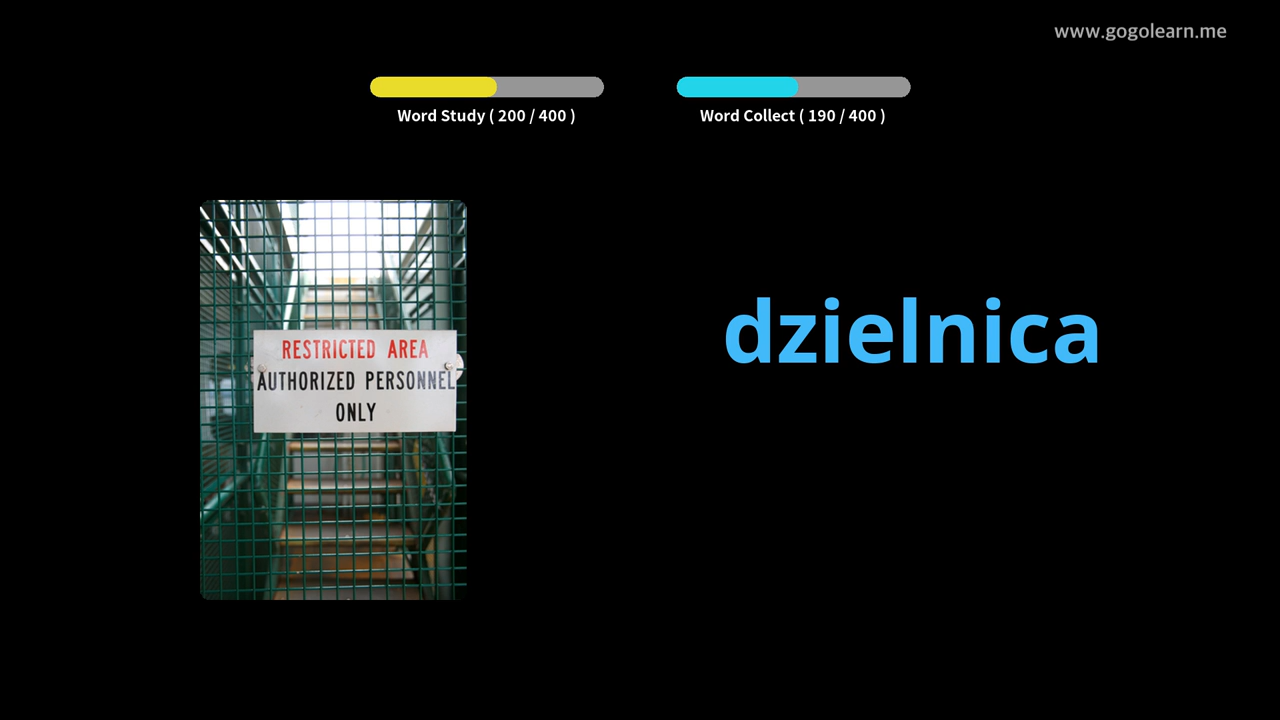 www.gogolearn.me
Word Study ( 200 / 400 )
Word Collect ( 190 / 400 )
RESTRICTED AREA
AUTHORIZED PERSONNEL
ONLY
dzielnica